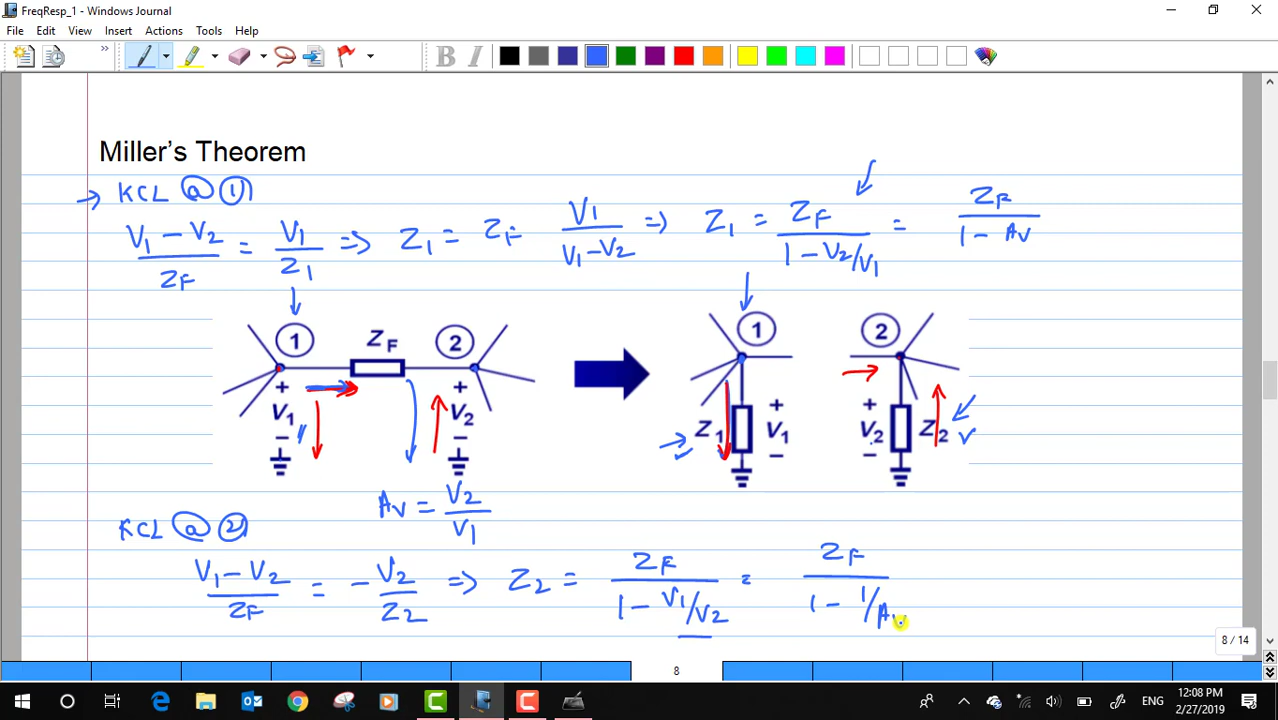 FreqResp_1 - Windows Journal
File Edit View Insert Actions Tools Help
B I
Miller's Theorem
→ KCL @ ①
(V1 - V2)/ZF = V1/Z1 => Z1 = ZF V1/(V1-V2) => Z1 = ZF/(1 - V2/V1) = ZF/(1 - Av)
1 ZF 2 1 2
+ V1 - + V2 - Z1 + V1 - + V2 - Z2
Av = V2/V1
KCL @ ②
(V1 - V2)/ZF = -V2/Z2 => Z2 = ZF/(1 - V1/V2) = ZF/(1 - 1/Av)
8 / 14
8
ENG
12:08 PM
2/27/2019